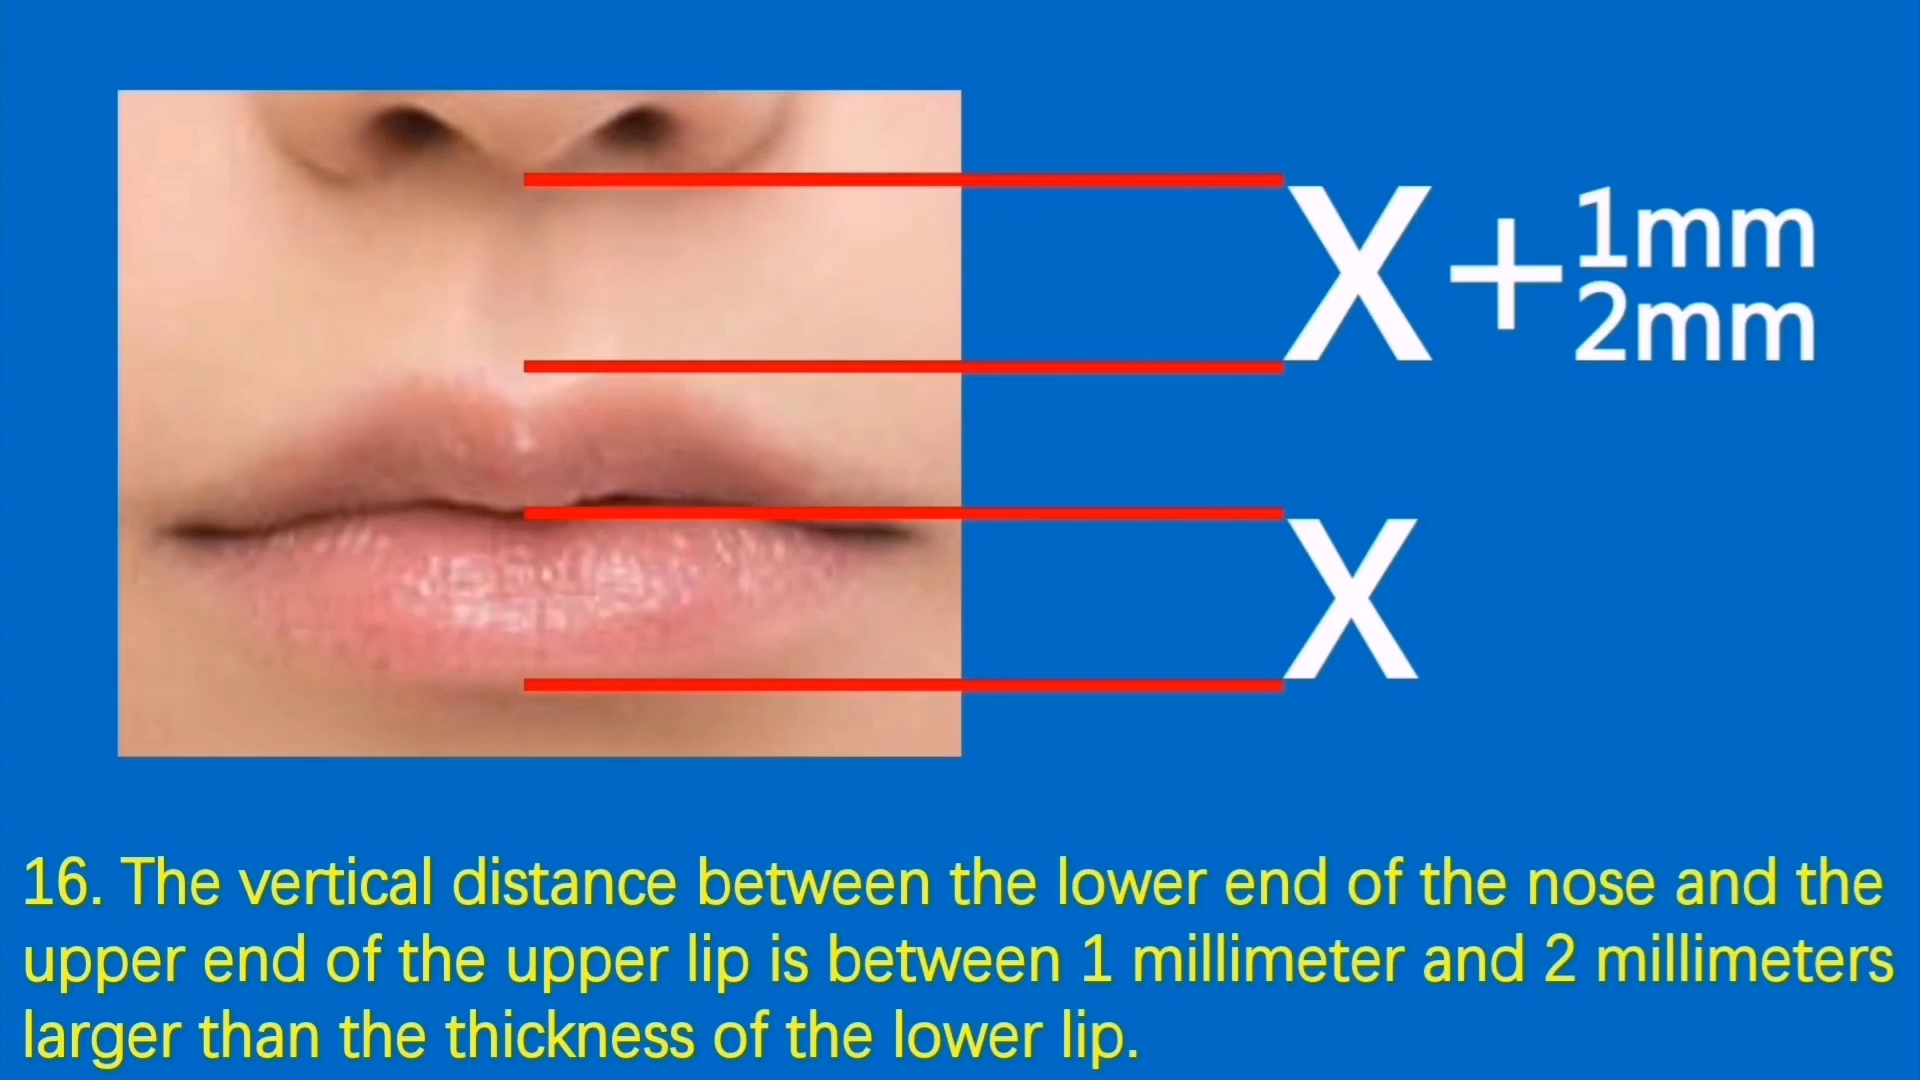 X+1mm
2mm
X
16. The vertical distance between the lower end of the nose and the
upper end of the upper lip is between 1 millimeter and 2 millimeters
larger than the thickness of the lower lip.